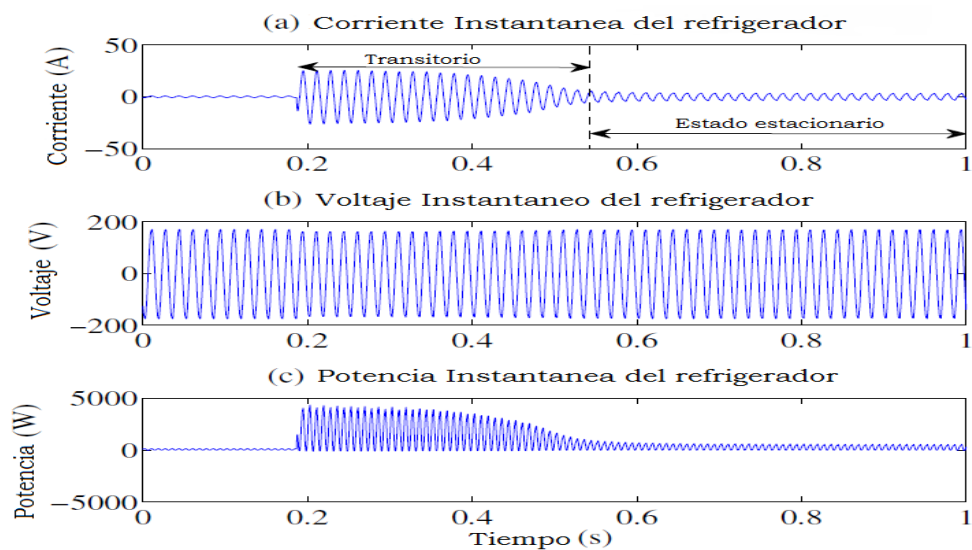 (a) Corriente Instantanea del refrigerador
50
0
−50
Corriente (A)
Transitorio
Estado estacionario
0 0.2 0.4 0.6 0.8 1
(b) Voltaje Instantaneo del refrigerador
200
0
−200
Voltaje (V)
0 0.2 0.4 0.6 0.8 1
(c) Potencia Instantanea del refrigerador
5000
0
−5000
Potencia (W)
0 0.2 0.4 0.6 0.8 1
Tiempo (s)